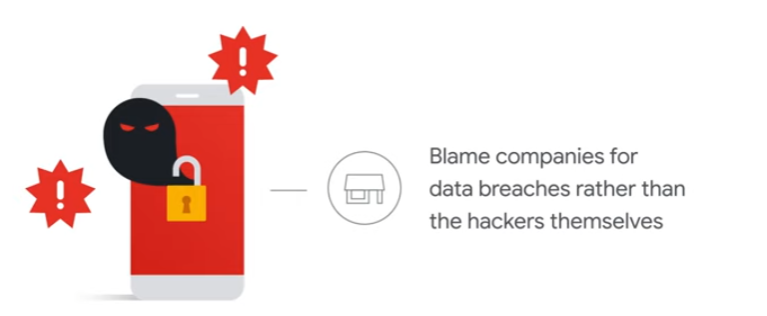 Blame companies for
data breaches rather than
the hackers themselves